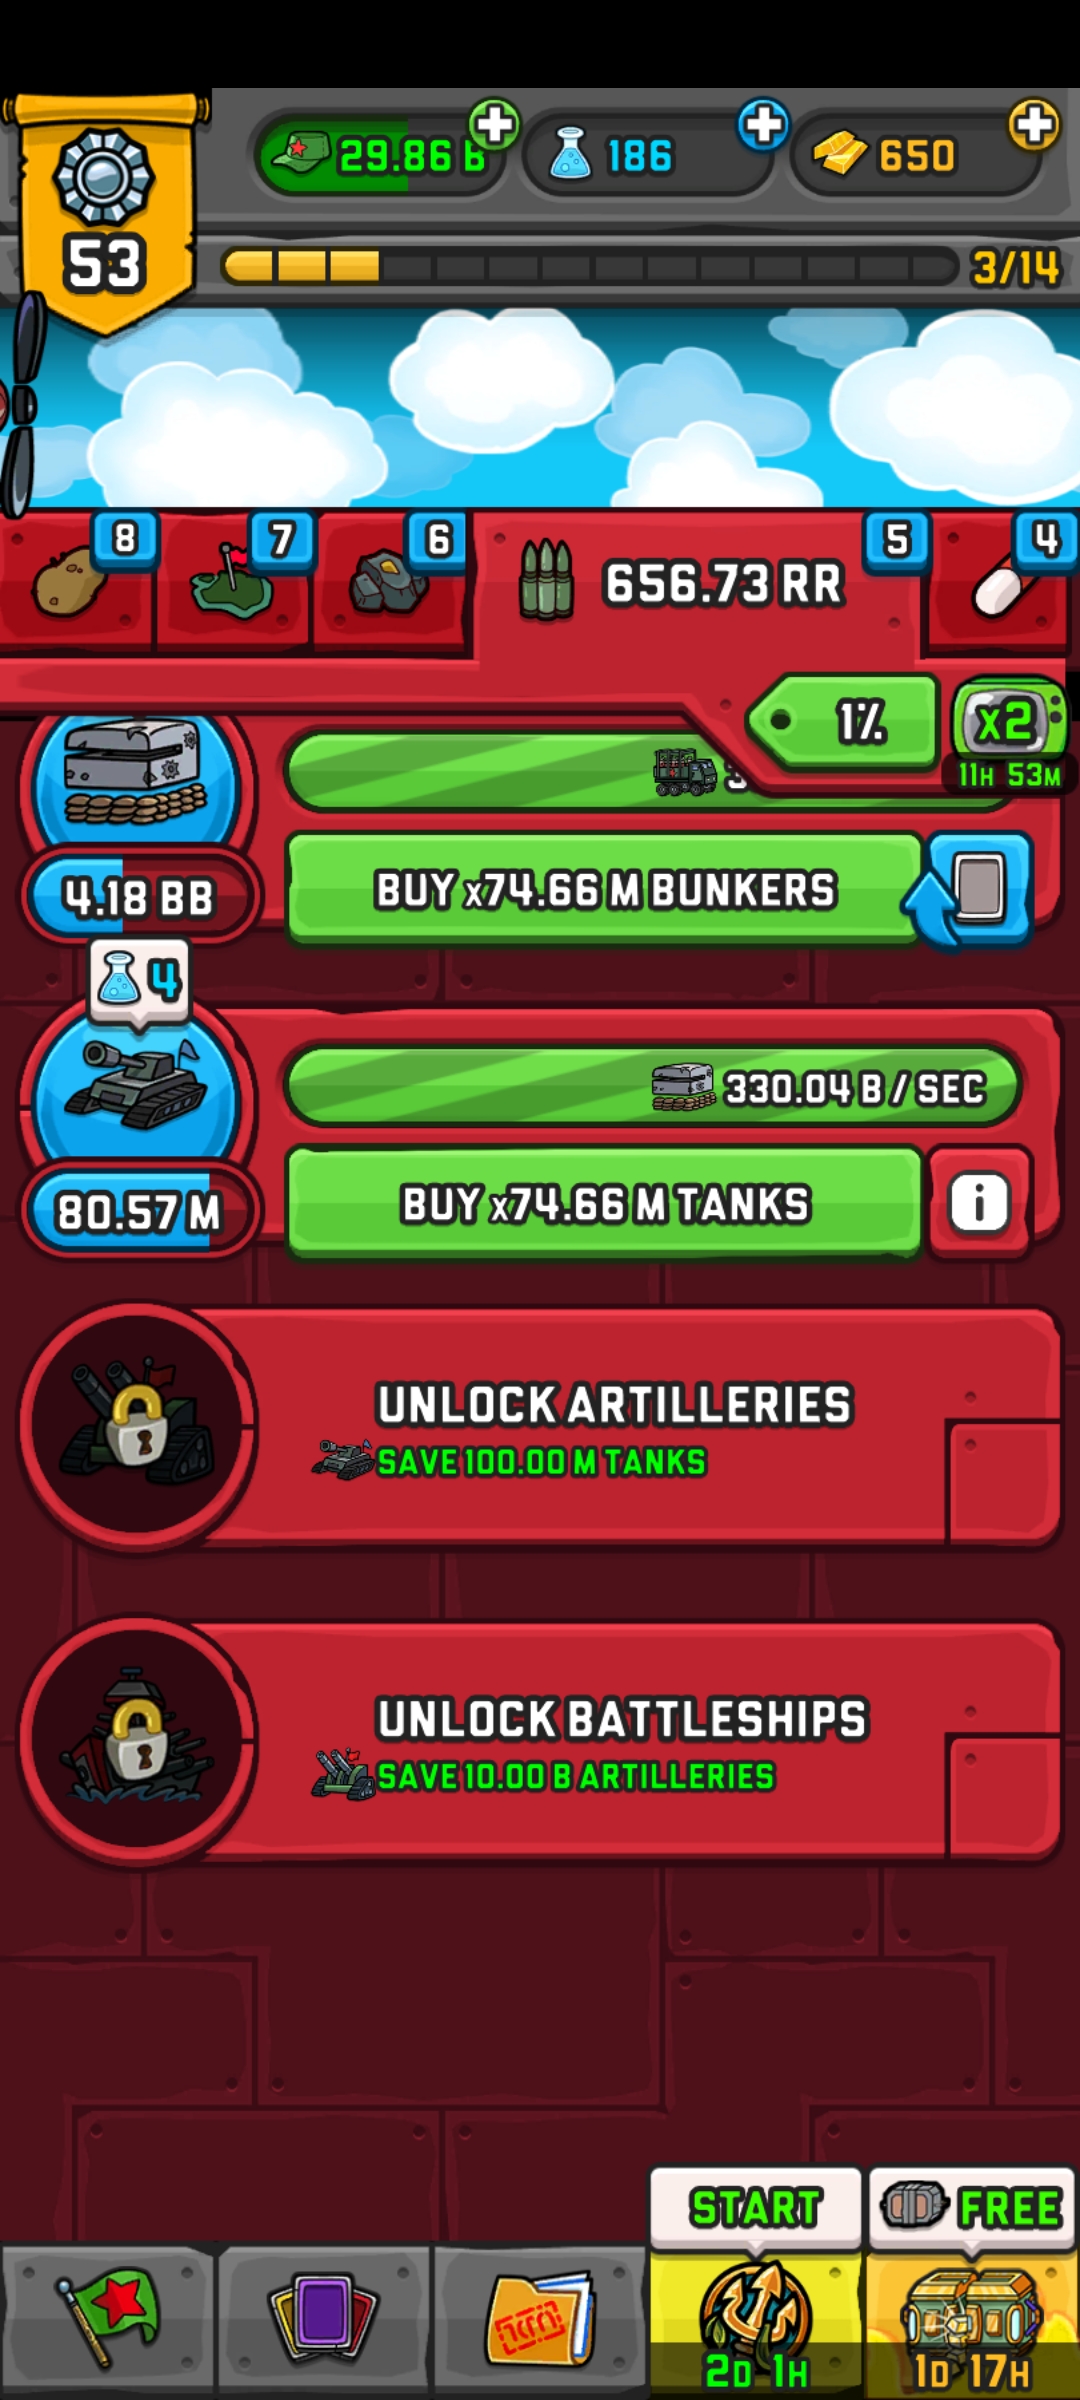 29.86 B
186
650
53
3/14
8
7
6
656.73 RR
5
4
1%
x2
11H 53M
4.18 BB
BUY x74.66 M BUNKERS
4
330.04 B / SEC
80.57 M
BUY x74.66 M TANKS
i
UNLOCK ARTILLERIES
SAVE 100.00 M TANKS
UNLOCK BATTLESHIPS
SAVE 10.00 B ARTILLERIES
START
FREE
2D 1H
1D 17H